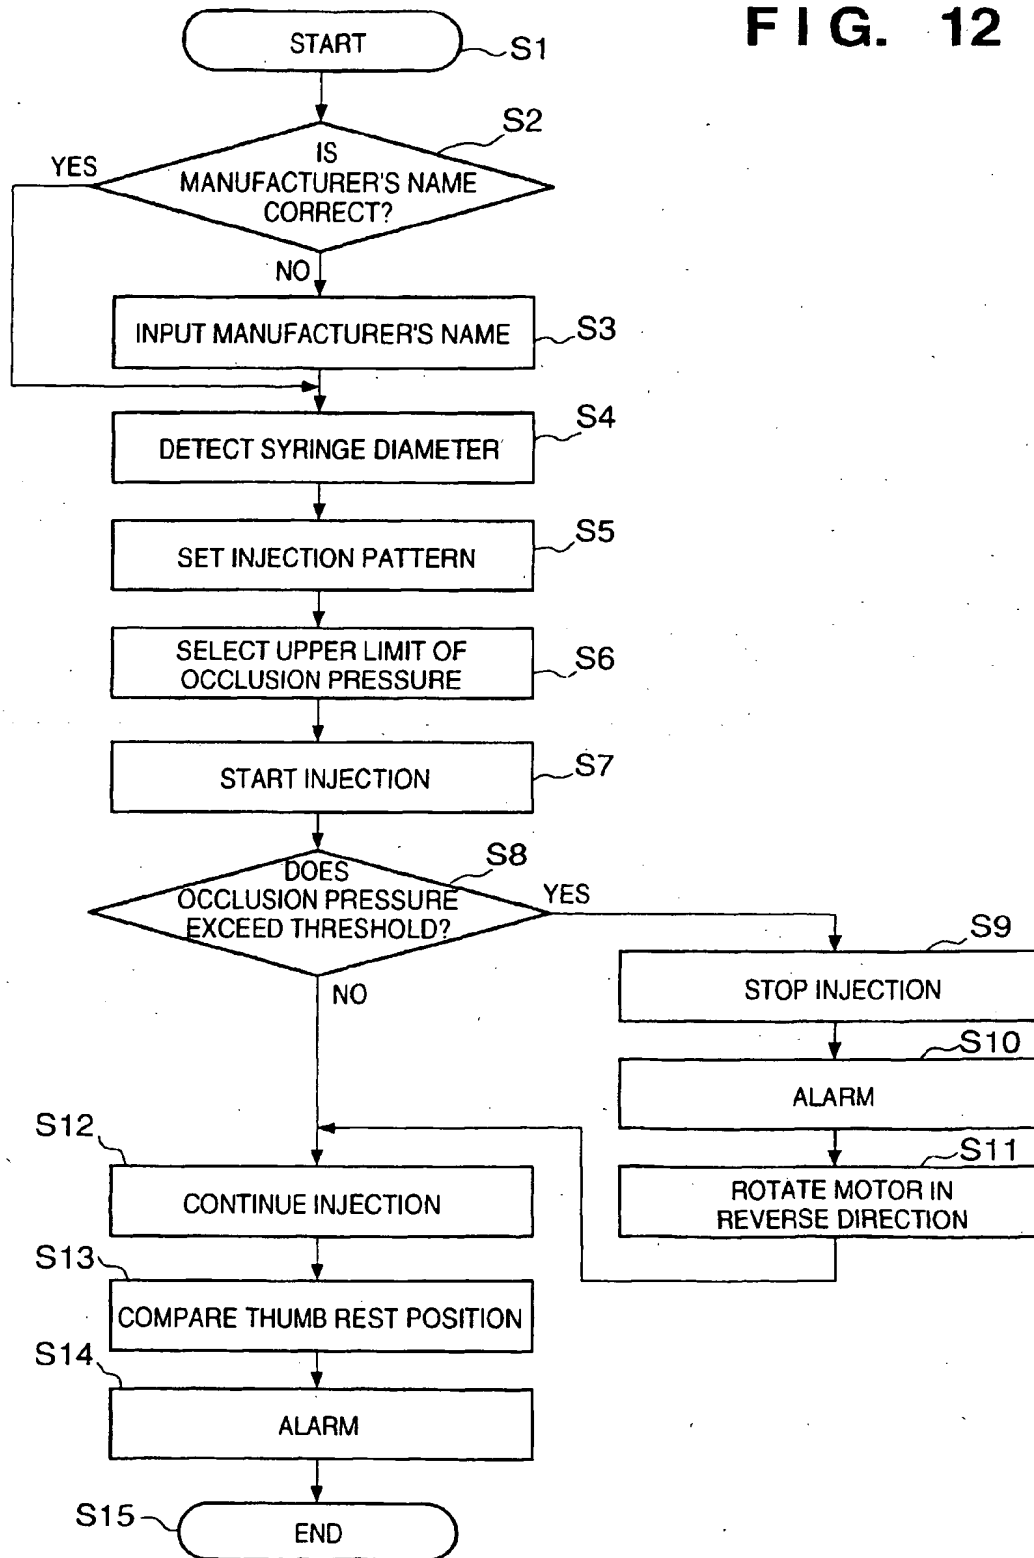 FIG. 12
START
S1
S2
YES
IS
MANUFACTURER'S NAME
CORRECT?
NO
INPUT MANUFACTURER'S NAME
S3
S4
DETECT SYRINGE DIAMETER
S5
SET INJECTION PATTERN
SELECT UPPER LIMIT OF
OCCLUSION PRESSURE
S6
START INJECTION
S7
S8
DOES
OCCLUSION PRESSURE
EXCEED THRESHOLD?
YES
NO
S9
STOP INJECTION
S10
ALARM
S11
ROTATE MOTOR IN
REVERSE DIRECTION
S12
CONTINUE INJECTION
S13
COMPARE THUMB REST POSITION
S14
ALARM
S15
END